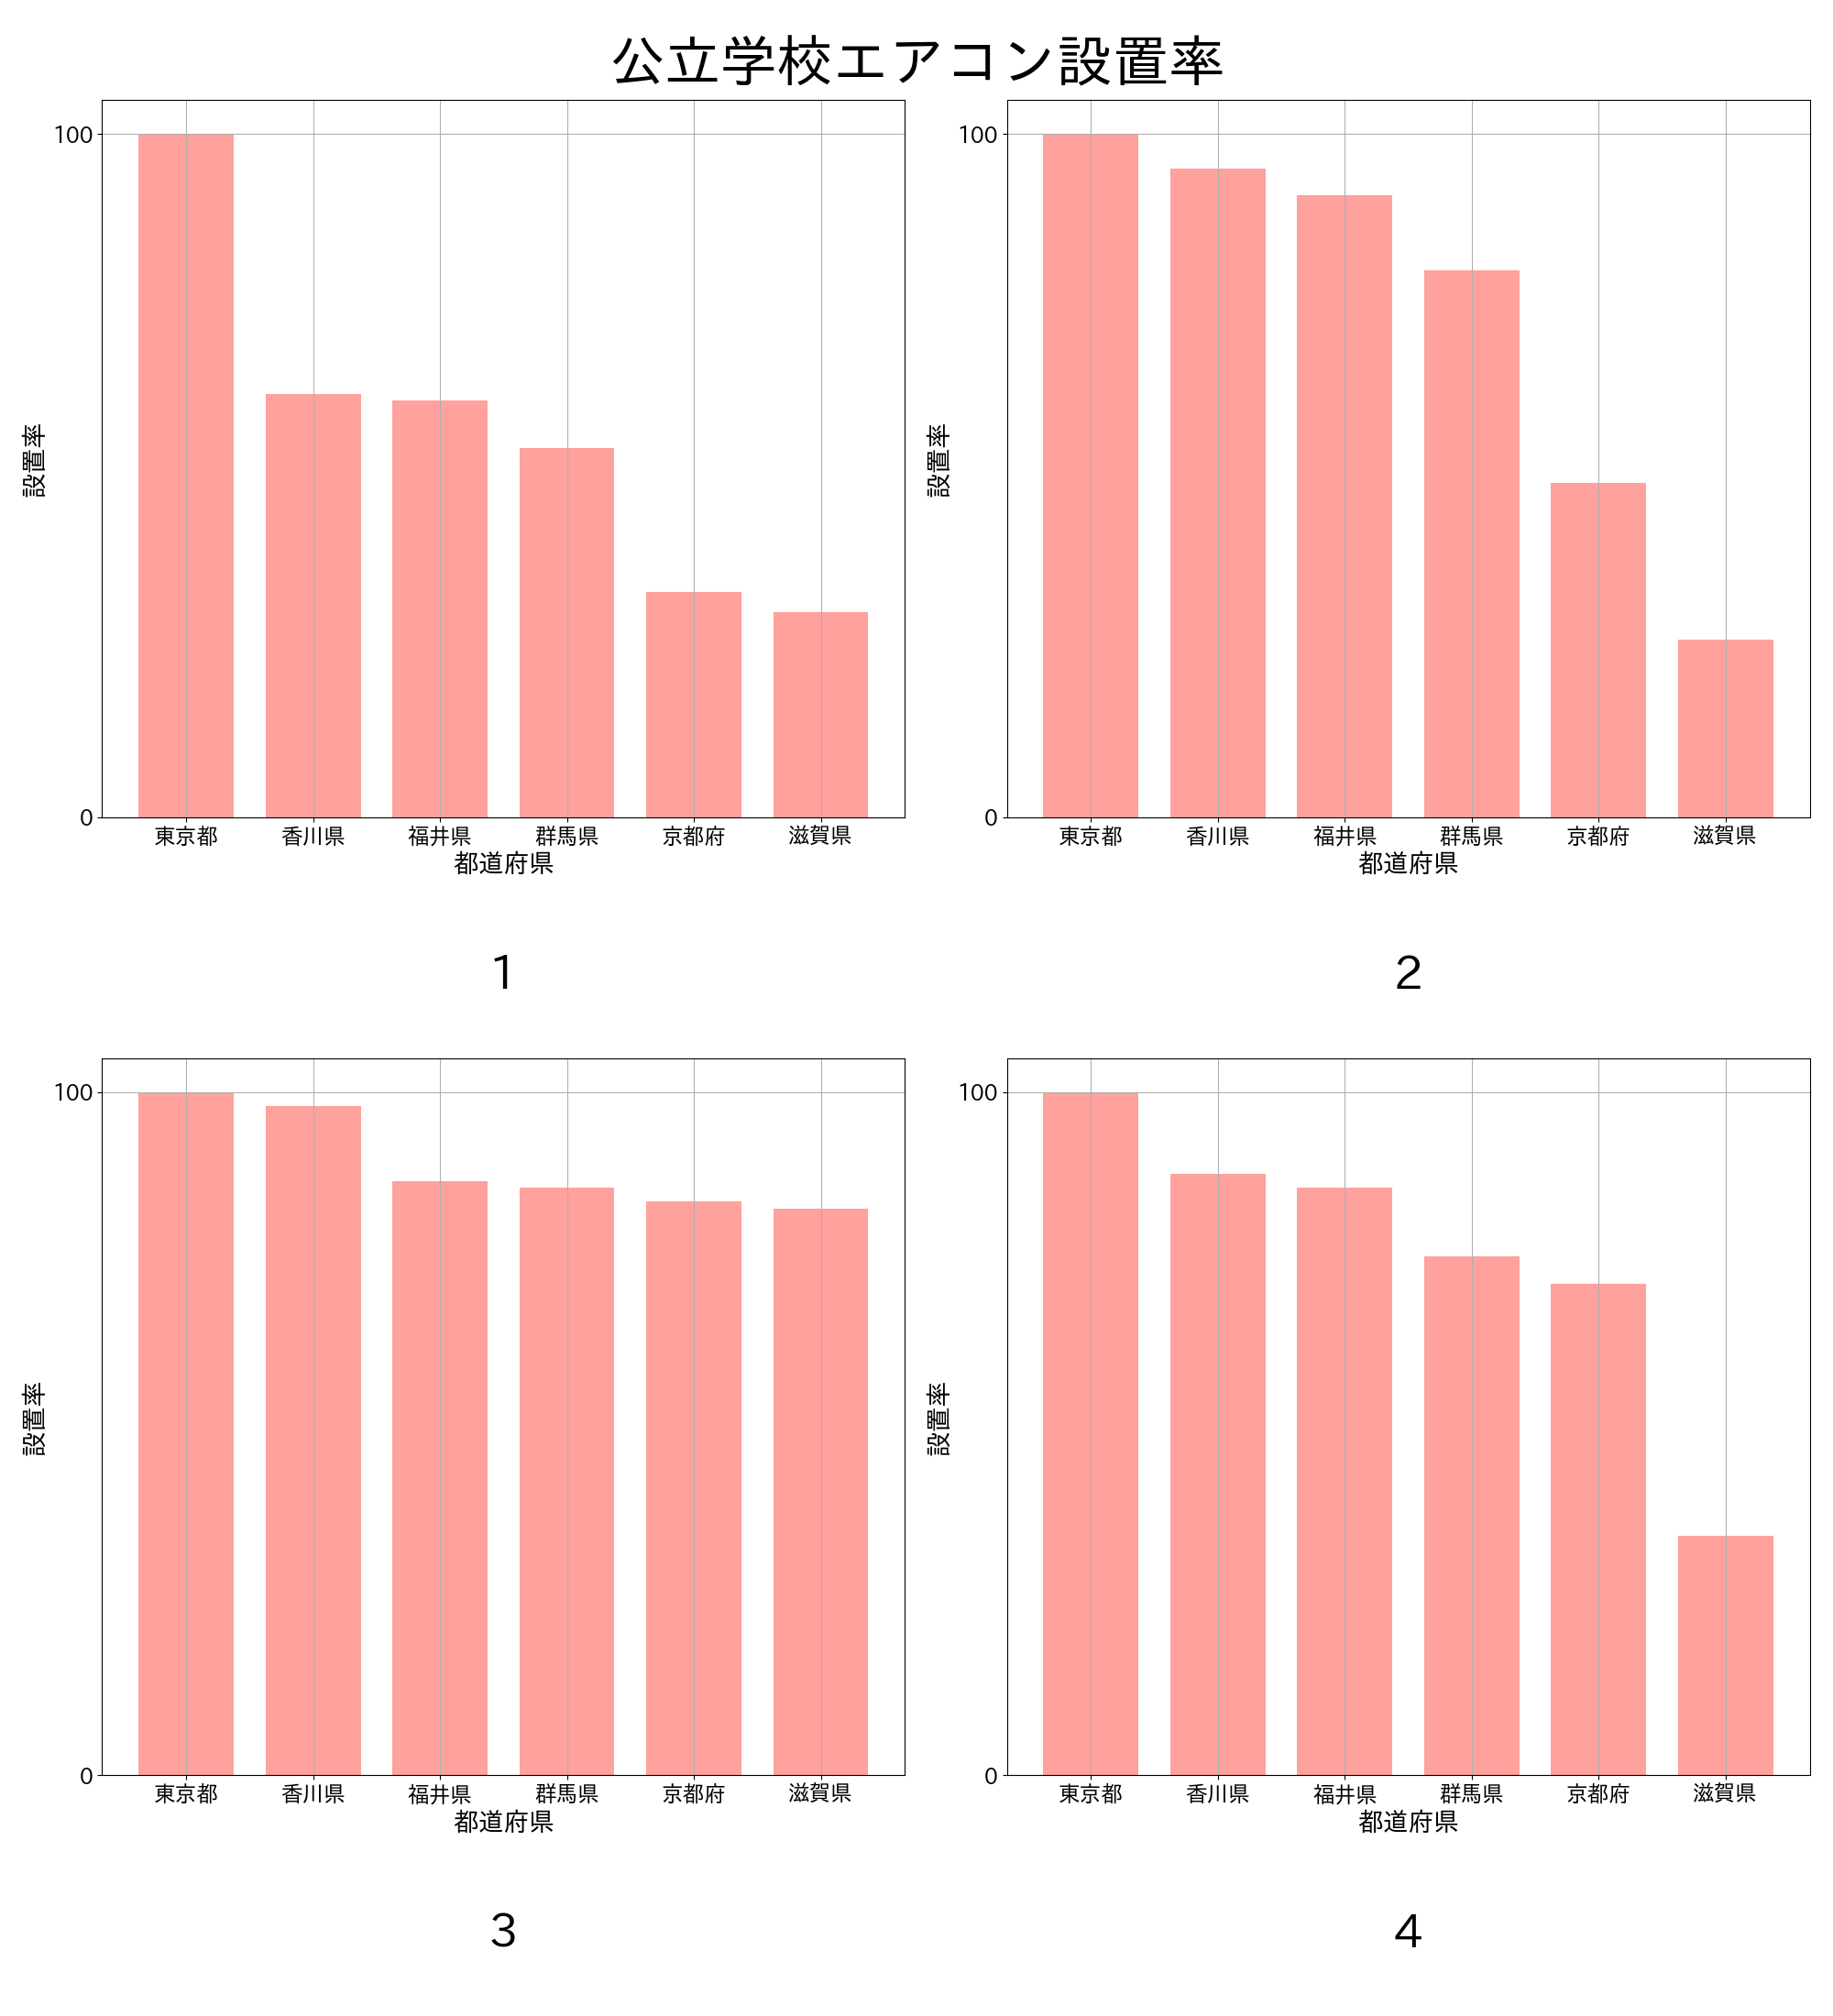 公立学校エアコン設置率
100
0
設置率
東京都 香川県 福井県 群馬県 京都府 滋賀県
都道府県
1
100
0
設置率
東京都 香川県 福井県 群馬県 京都府 滋賀県
都道府県
2
100
0
設置率
東京都 香川県 福井県 群馬県 京都府 滋賀県
都道府県
3
100
0
設置率
東京都 香川県 福井県 群馬県 京都府 滋賀県
都道府県
4